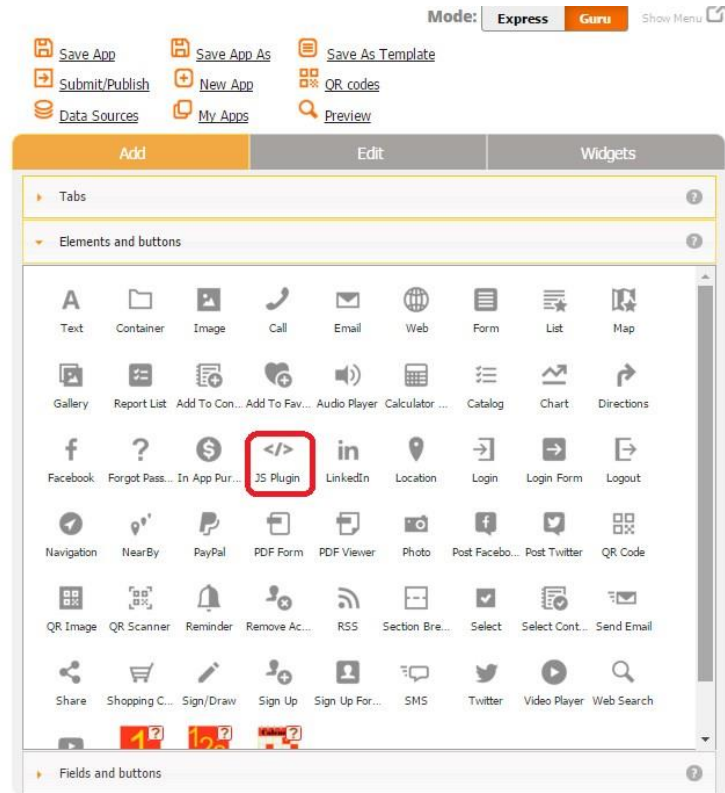 Mode: Express Guru Show Menu
Save App Save App As Save As Template
Submit/Publish New App QR codes
Data Sources My Apps Preview
Add Edit Widgets
Tabs ?
Elements and buttons ?
Text Container Image Call Email Web Form List Map
Gallery Report List Add To Con... Add To Fav... Audio Player Calculator ... Catalog Chart Directions
Facebook Forgot Pass... In App Pur... JS Plugin LinkedIn Location Login Login Form Logout
Navigation NearBy PayPal PDF Form PDF Viewer Photo Post Facebo... Post Twitter QR Code
QR Image QR Scanner Reminder Remove Ac... RSS Section Bre... Select Select Cont... Send Email
Share Shopping C... Sign/Draw Sign Up Sign Up For... SMS Twitter Video Player Web Search
Fields and buttons ?